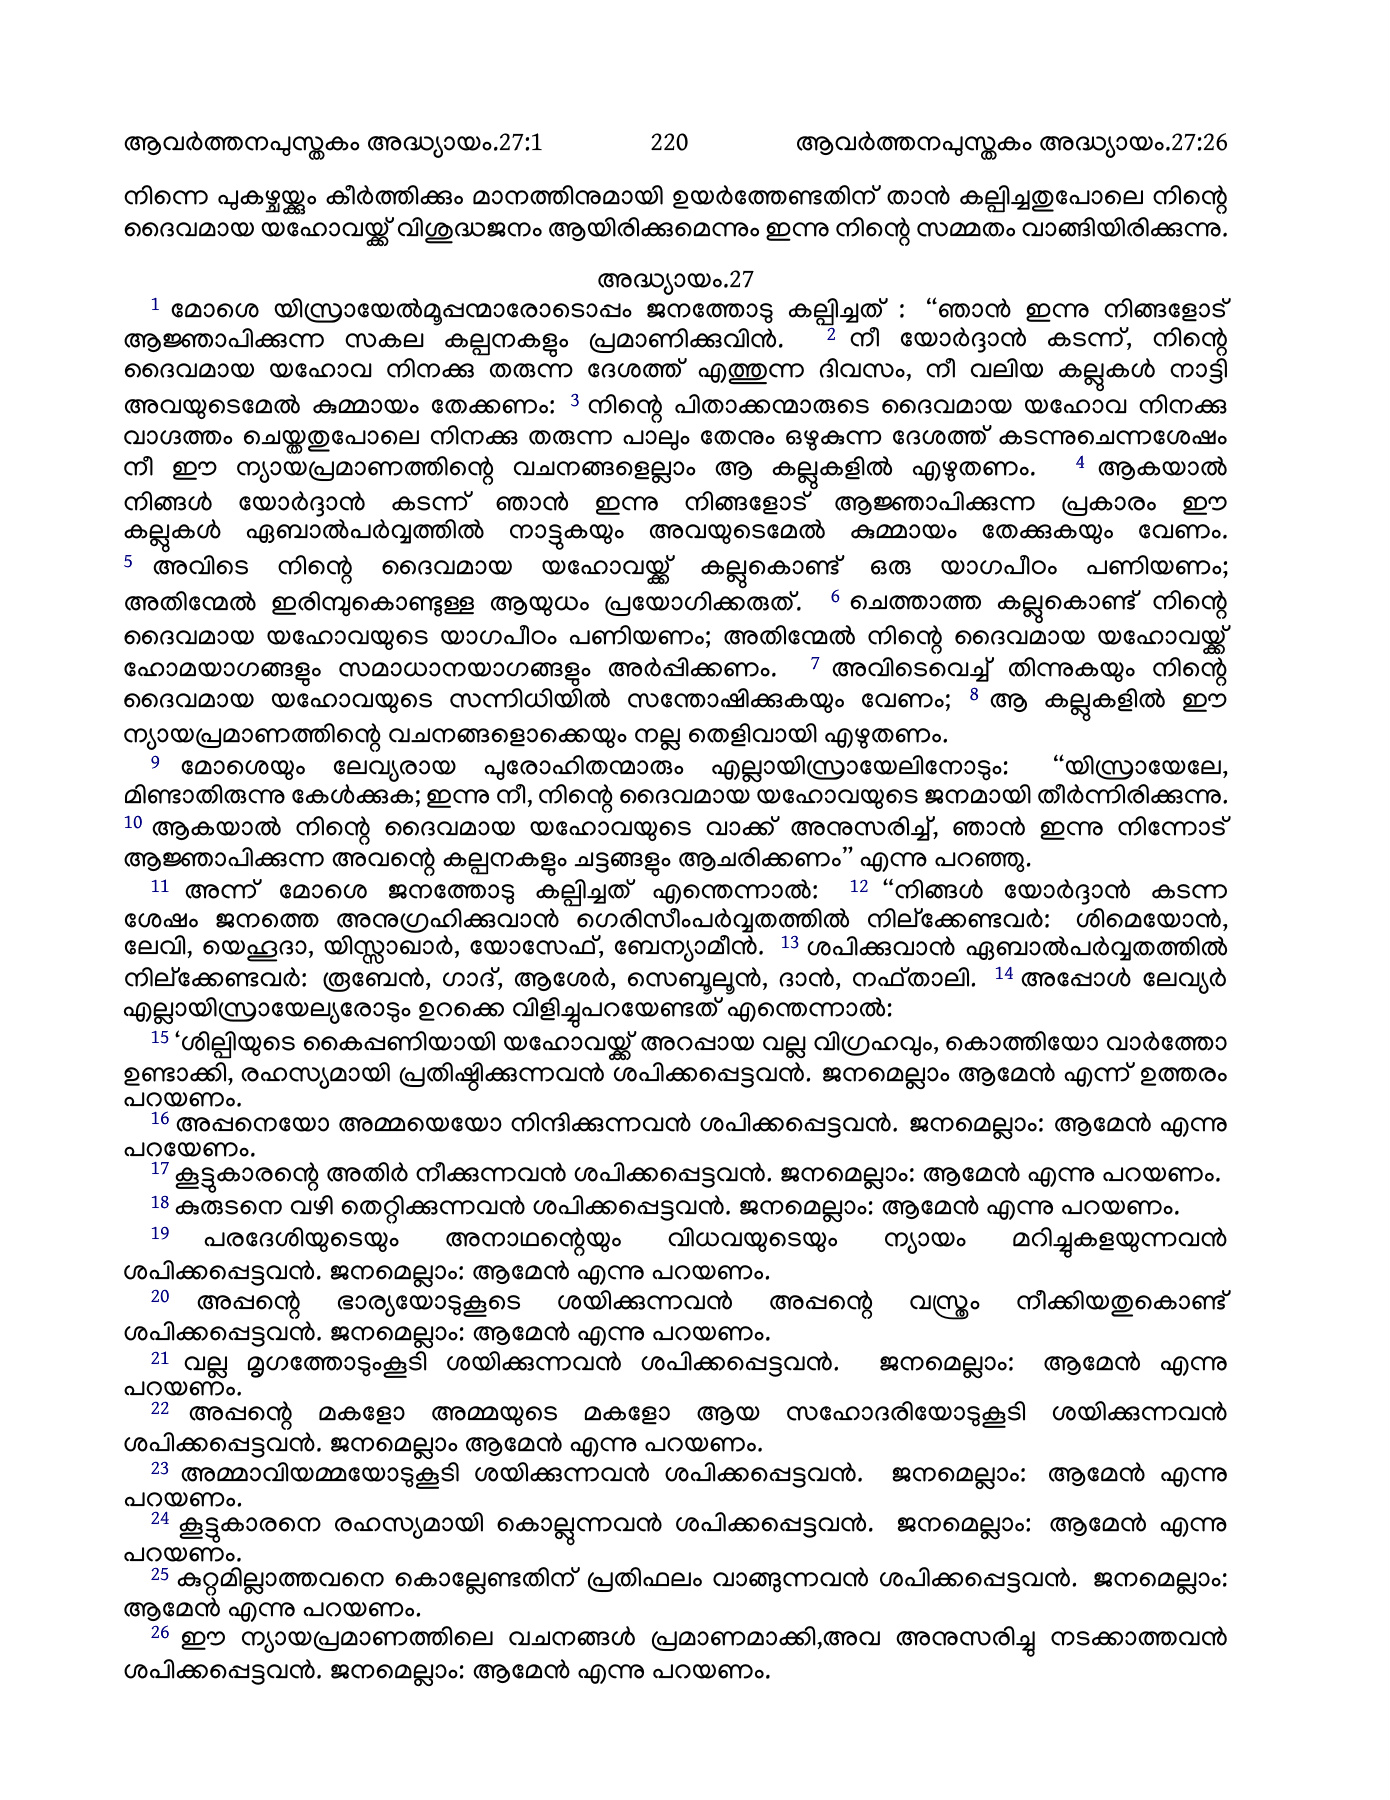 ആവർത്തനപുസ്തകം അദ്ധ്യായം.27:1 220 ആവർത്തനപുസ്തകം അദ്ധ്യായം.27:26
നിന്നെ പുകഴ്ചയ്ക്കും കീർത്തിക്കും മാനത്തിനുമായി ഉയർത്തേണ്ടതിന് താൻ കല്പിച്ചതുപോലെ നിന്റെ
ദൈവമായ യഹോവയ്ക്ക് വിശുദ്ധജനം ആയിരിക്കുമെന്നും ഇന്നു നിന്റെ സമ്മതം വാങ്ങിയിരിക്കുന്നു.
അദ്ധ്യായം.27
1 മോശെ യിസ്രായേൽമൂപ്പന്മാരോടൊപ്പം ജനത്തോടു കല്പിച്ചത് : “ഞാൻ ഇന്നു നിങ്ങളോട്
ആജ്ഞാപിക്കുന്ന സകല കല്പനകളും പ്രമാണിക്കുവിൻ. 2 നീ യോർദ്ദാൻ കടന്ന്, നിന്റെ
ദൈവമായ യഹോവ നിനക്കു തരുന്ന ദേശത്ത് എത്തുന്ന ദിവസം, നീ വലിയ കല്ലുകൾ നാട്ടി
അവയുടെമേൽ കുമ്മായം തേക്കണം: 3 നിന്റെ പിതാക്കന്മാരുടെ ദൈവമായ യഹോവ നിനക്കു
വാഗ്ദത്തം ചെയ്തതുപോലെ നിനക്കു തരുന്ന പാലും തേനും ഒഴുകുന്ന ദേശത്ത് കടന്നുചെന്നശേഷം
നീ ഈ ന്യായപ്രമാണത്തിന്റെ വചനങ്ങളെല്ലാം ആ കല്ലുകളിൽ എഴുതണം. 4 ആകയാൽ
നിങ്ങൾ യോർദ്ദാൻ കടന്ന് ഞാൻ ഇന്നു നിങ്ങളോട് ആജ്ഞാപിക്കുന്ന പ്രകാരം ഈ
കല്ലുകൾ ഏബാൽപർവ്വത്തിൽ നാട്ടുകയും അവയുടെമേൽ കുമ്മായം തേക്കുകയും വേണം.
5 അവിടെ നിന്റെ ദൈവമായ യഹോവയ്ക്ക് കല്ലുകൊണ്ട് ഒരു യാഗപീഠം പണിയണം;
അതിന്മേൽ ഇരിമ്പുകൊണ്ടുള്ള ആയുധം പ്രയോഗിക്കരുത്. 6 ചെത്താത്ത കല്ലുകൊണ്ട് നിന്റെ
ദൈവമായ യഹോവയുടെ യാഗപീഠം പണിയണം; അതിന്മേൽ നിന്റെ ദൈവമായ യഹോവയ്ക്ക്
ഹോമയാഗങ്ങളും സമാധാനയാഗങ്ങളും അർപ്പിക്കണം. 7 അവിടെവെച്ച് തിന്നുകയും നിന്റെ
ദൈവമായ യഹോവയുടെ സന്നിധിയിൽ സന്തോഷിക്കുകയും വേണം; 8 ആ കല്ലുകളിൽ ഈ
ന്യായപ്രമാണത്തിന്റെ വചനങ്ങളൊക്കെയും നല്ല തെളിവായി എഴുതണം.
9 മോശെയും ലേവ്യരായ പുരോഹിതന്മാരും എല്ലായിസ്രായേലിനോടും: “യിസ്രായേലേ,
മിണ്ടാതിരുന്നു കേൾക്കുക; ഇന്നു നീ, നിന്റെ ദൈവമായ യഹോവയുടെ ജനമായി തീർന്നിരിക്കുന്നു.
10 ആകയാൽ നിന്റെ ദൈവമായ യഹോവയുടെ വാക്ക് അനുസരിച്ച്, ഞാൻ ഇന്നു നിന്നോട്
ആജ്ഞാപിക്കുന്ന അവന്റെ കല്പനകളും ചട്ടങ്ങളും ആചരിക്കണം” എന്നു പറഞ്ഞു.
11 അന്ന് മോശെ ജനത്തോടു കല്പിച്ചത് എന്തെന്നാൽ: 12 “നിങ്ങൾ യോർദ്ദാൻ കടന്ന
ശേഷം ജനത്തെ അനുഗ്രഹിക്കുവാൻ ഗെരിസീംപർവ്വതത്തിൽ നില്ക്കേണ്ടവർ: ശിമെയോൻ,
ലേവി, യെഹൂദാ, യിസ്സാഖാർ, യോസേഫ്, ബേന്യാമീൻ. 13 ശപിക്കുവാൻ ഏബാൽപർവ്വതത്തിൽ
നില്ക്കേണ്ടവർ: രൂബേൻ, ഗാദ്, ആശേർ, സെബൂലൂൻ, ദാൻ, നഫ്താലി. 14 അപ്പോൾ ലേവ്യർ
എല്ലായിസ്രായേല്യരോടും ഉറക്കെ വിളിച്ചുപറയേണ്ടത് എന്തെന്നാൽ:
15 ‘ശില്പിയുടെ കൈപ്പണിയായി യഹോവയ്ക്ക് അറപ്പായ വല്ല വിഗ്രഹവും, കൊത്തിയോ വാർത്തോ
ഉണ്ടാക്കി, രഹസ്യമായി പ്രതിഷ്ഠിക്കുന്നവൻ ശപിക്കപ്പെട്ടവൻ. ജനമെല്ലാം ആമേൻ എന്ന് ഉത്തരം
പറയണം.
16 അപ്പനെയോ അമ്മയെയോ നിന്ദിക്കുന്നവൻ ശപിക്കപ്പെട്ടവൻ. ജനമെല്ലാം: ആമേൻ എന്നു
പറയേണം.
17 കൂട്ടുകാരന്റെ അതിർ നീക്കുന്നവൻ ശപിക്കപ്പെട്ടവൻ. ജനമെല്ലാം: ആമേൻ എന്നു പറയണം.
18 കുരുടനെ വഴി തെറ്റിക്കുന്നവൻ ശപിക്കപ്പെട്ടവൻ. ജനമെല്ലാം: ആമേൻ എന്നു പറയണം.
19 പരദേശിയുടെയും അനാഥന്റെയും വിധവയുടെയും ന്യായം മറിച്ചുകളയുന്നവൻ
ശപിക്കപ്പെട്ടവൻ. ജനമെല്ലാം: ആമേൻ എന്നു പറയണം.
20 അപ്പന്റെ ഭാര്യയോടുകൂടെ ശയിക്കുന്നവൻ അപ്പന്റെ വസ്ത്രം നീക്കിയതുകൊണ്ട്
ശപിക്കപ്പെട്ടവൻ. ജനമെല്ലാം: ആമേൻ എന്നു പറയണം.
21 വല്ല മൃഗത്തോടുംകൂടി ശയിക്കുന്നവൻ ശപിക്കപ്പെട്ടവൻ. ജനമെല്ലാം: ആമേൻ എന്നു
പറയണം.
22 അപ്പന്റെ മകളോ അമ്മയുടെ മകളോ ആയ സഹോദരിയോടുകൂടി ശയിക്കുന്നവൻ
ശപിക്കപ്പെട്ടവൻ. ജനമെല്ലാം ആമേൻ എന്നു പറയണം.
23 അമ്മാവിയമ്മയോടുകൂടി ശയിക്കുന്നവൻ ശപിക്കപ്പെട്ടവൻ. ജനമെല്ലാം: ആമേൻ എന്നു
പറയണം.
24 കൂട്ടുകാരനെ രഹസ്യമായി കൊല്ലുന്നവൻ ശപിക്കപ്പെട്ടവൻ. ജനമെല്ലാം: ആമേൻ എന്നു
പറയണം.
25 കുറ്റമില്ലാത്തവനെ കൊല്ലേണ്ടതിന് പ്രതിഫലം വാങ്ങുന്നവൻ ശപിക്കപ്പെട്ടവൻ. ജനമെല്ലാം:
ആമേൻ എന്നു പറയണം.
26 ഈ ന്യായപ്രമാണത്തിലെ വചനങ്ങൾ പ്രമാണമാക്കി,അവ അനുസരിച്ചു നടക്കാത്തവൻ
ശപിക്കപ്പെട്ടവൻ. ജനമെല്ലാം: ആമേൻ എന്നു പറയണം.